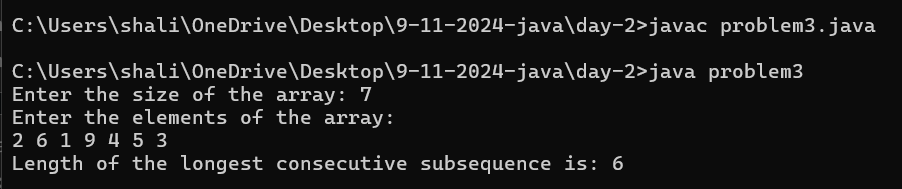 C:\Users\shali\OneDrive\Desktop\9-11-2024-java\day-2>javac problem3.java
C:\Users\shali\OneDrive\Desktop\9-11-2024-java\day-2>java problem3
Enter the size of the array: 7
Enter the elements of the array:
2 6 1 9 4 5 3
Length of the longest consecutive subsequence is: 6